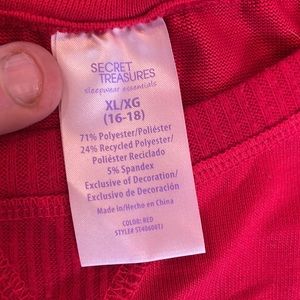 SECRET
TREASURES
sleepwear essentials
XL/XG
(16-18)
71% Polyester/Poliéster
24% Recycled Polyester/
Poliéster Reciclado
5% Spandex
Exclusive of Decoration/
Exclusivo de Decoración
Made in/Hecho en China
COLOR: RED